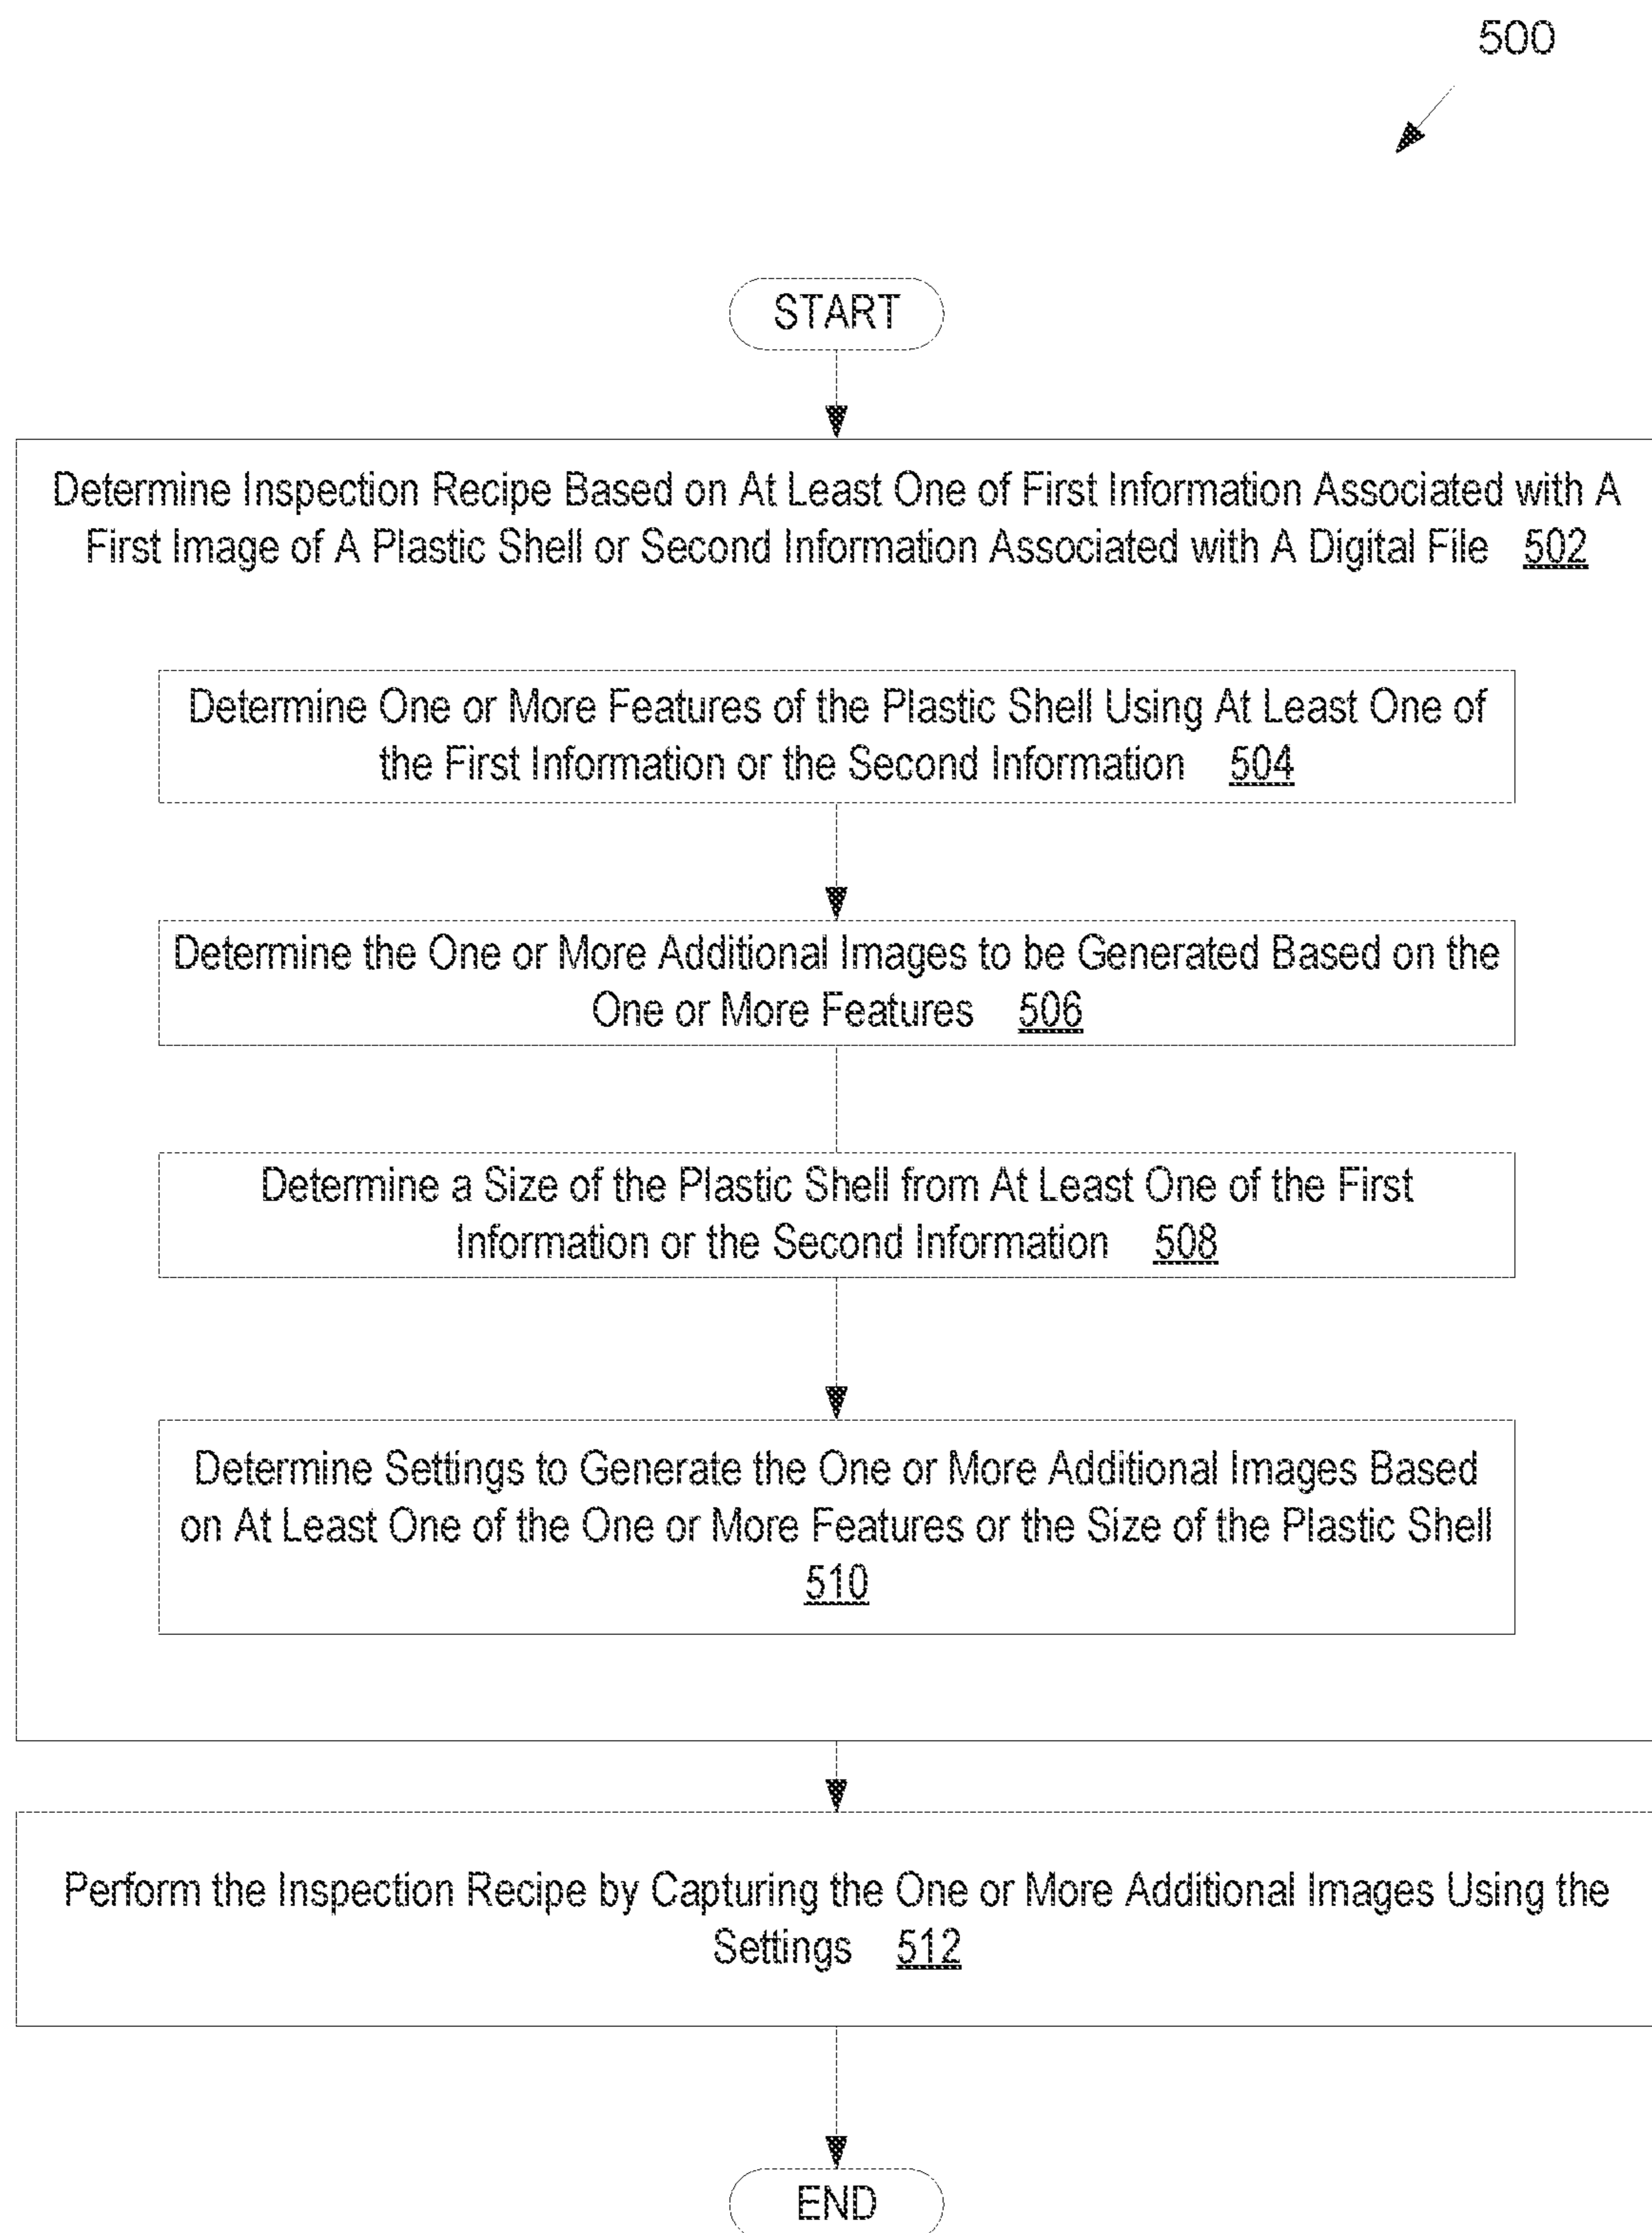 500
START
Determine Inspection Recipe Based on At Least One of First Information Associated with A
First Image of A Plastic Shell or Second Information Associated with A Digital File 502
Determine One or More Features of the Plastic Shell Using At Least One of
the First Information or the Second Information 504
Determine the One or More Additional Images to be Generated Based on the
One or More Features 506
Determine a Size of the Plastic Shell from At Least One of the First
Information or the Second Information 508
Determine Settings to Generate the One or More Additional Images Based
on At Least One of the One or More Features or the Size of the Plastic Shell
510
Perform the Inspection Recipe by Capturing the One or More Additional Images Using the
Settings 512
END